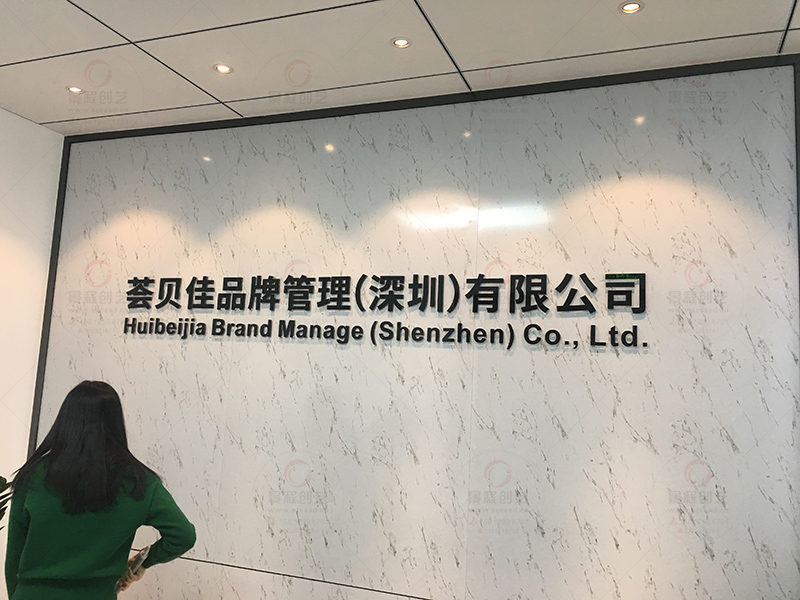 荟贝佳品牌管理(深圳)有限公司
Huibeijia Brand Manage (Shenzhen) Co., Ltd.